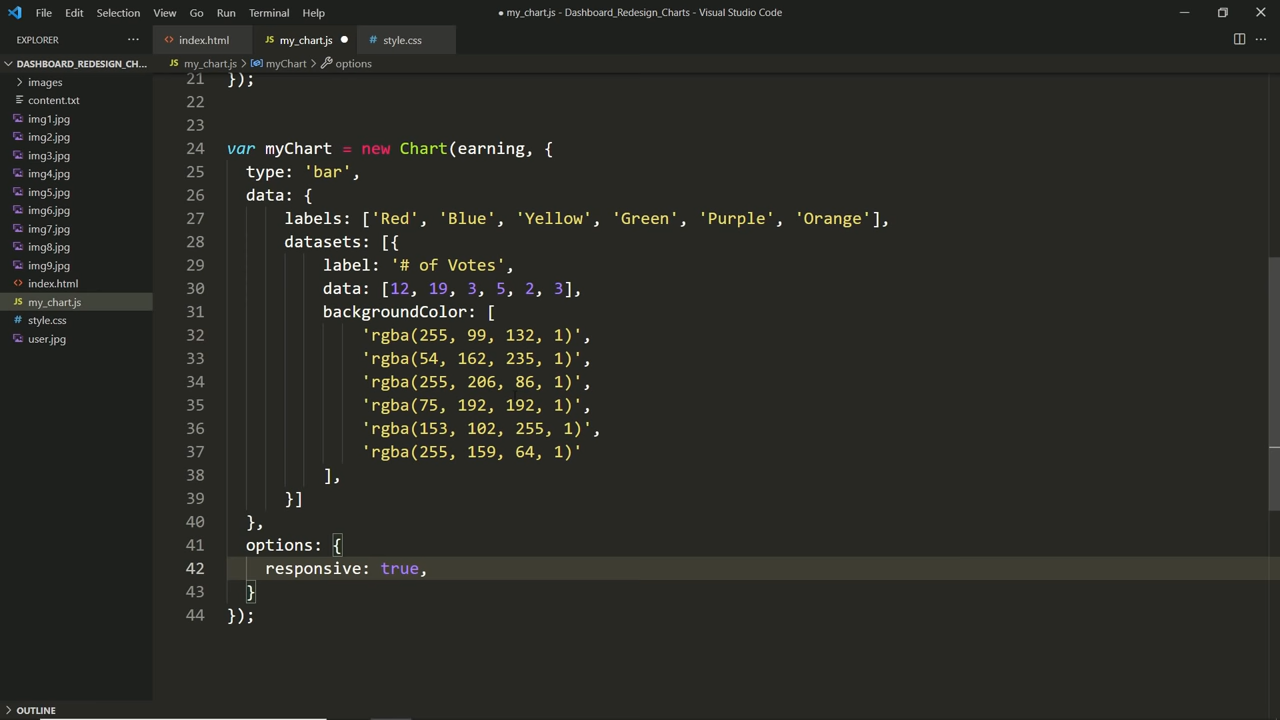 File Edit Selection View Go Run Terminal Help
● my_chart.js - Dashboard_Redesign_Charts - Visual Studio Code
EXPLORER ···
index.html
JS my_chart.js ●
# style.css
DASHBOARD_REDESIGN_CH...
images
content.txt
img1.jpg
img2.jpg
img3.jpg
img4.jpg
img5.jpg
img6.jpg
img7.jpg
img8.jpg
img9.jpg
<> index.html
JS my_chart.js
# style.css
user.jpg
OUTLINE
JS my_chart.js > myChart > options
21 });
22
23
24 var myChart = new Chart(earning, {
25 type: 'bar',
26 data: {
27 labels: ['Red', 'Blue', 'Yellow', 'Green', 'Purple', 'Orange'],
28 datasets: [{
29 label: '# of Votes',
30 data: [12, 19, 3, 5, 2, 3],
31 backgroundColor: [
32 'rgba(255, 99, 132, 1)',
33 'rgba(54, 162, 235, 1)',
34 'rgba(255, 206, 86, 1)',
35 'rgba(75, 192, 192, 1)',
36 'rgba(153, 102, 255, 1)',
37 'rgba(255, 159, 64, 1)'
38 ],
39 }]
40 },
41 options: {
42 responsive: true,
43 }
44 });